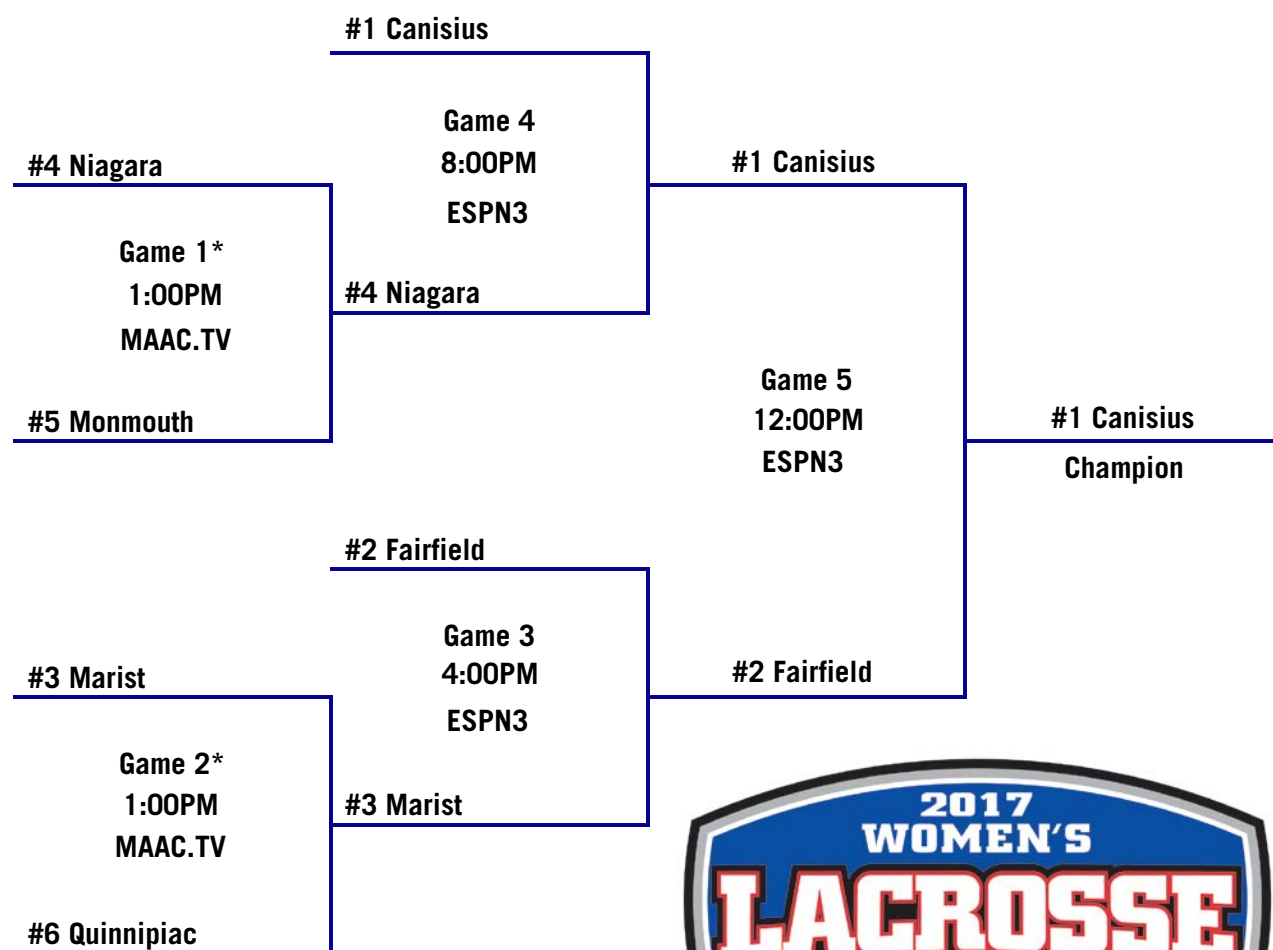 #1 Canisius
Game 4
8:00PM
ESPN3
#4 Niagara
#1 Canisius
Game 1*
1:00PM
MAAC.TV
#4 Niagara
#5 Monmouth
Game 5
12:00PM
ESPN3
#1 Canisius
Champion
#2 Fairfield
Game 3
4:00PM
ESPN3
#3 Marist
#2 Fairfield
Game 2*
1:00PM
MAAC.TV
#3 Marist
#6 Quinnipiac
2017
WOMEN'S
LACROSSE